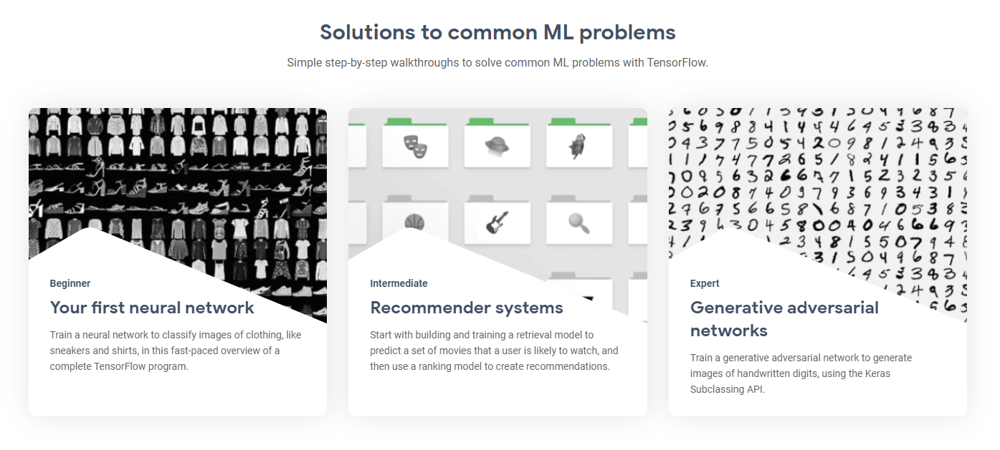 Solutions to common ML problems
Simple step-by-step walkthroughs to solve common ML problems with TensorFlow.
Beginner
Your first neural network
Train a neural network to classify images of clothing, like
sneakers and shirts, in this fast-paced overview of a
complete TensorFlow program.
Intermediate
Recommender systems
Start with building and training a retrieval model to
predict a set of movies that a user is likely to watch, and
then use a ranking model to create recommendations.
Expert
Generative adversarial
networks
Train a generative adversarial network to generate
images of handwritten digits, using the Keras
Subclassing API.